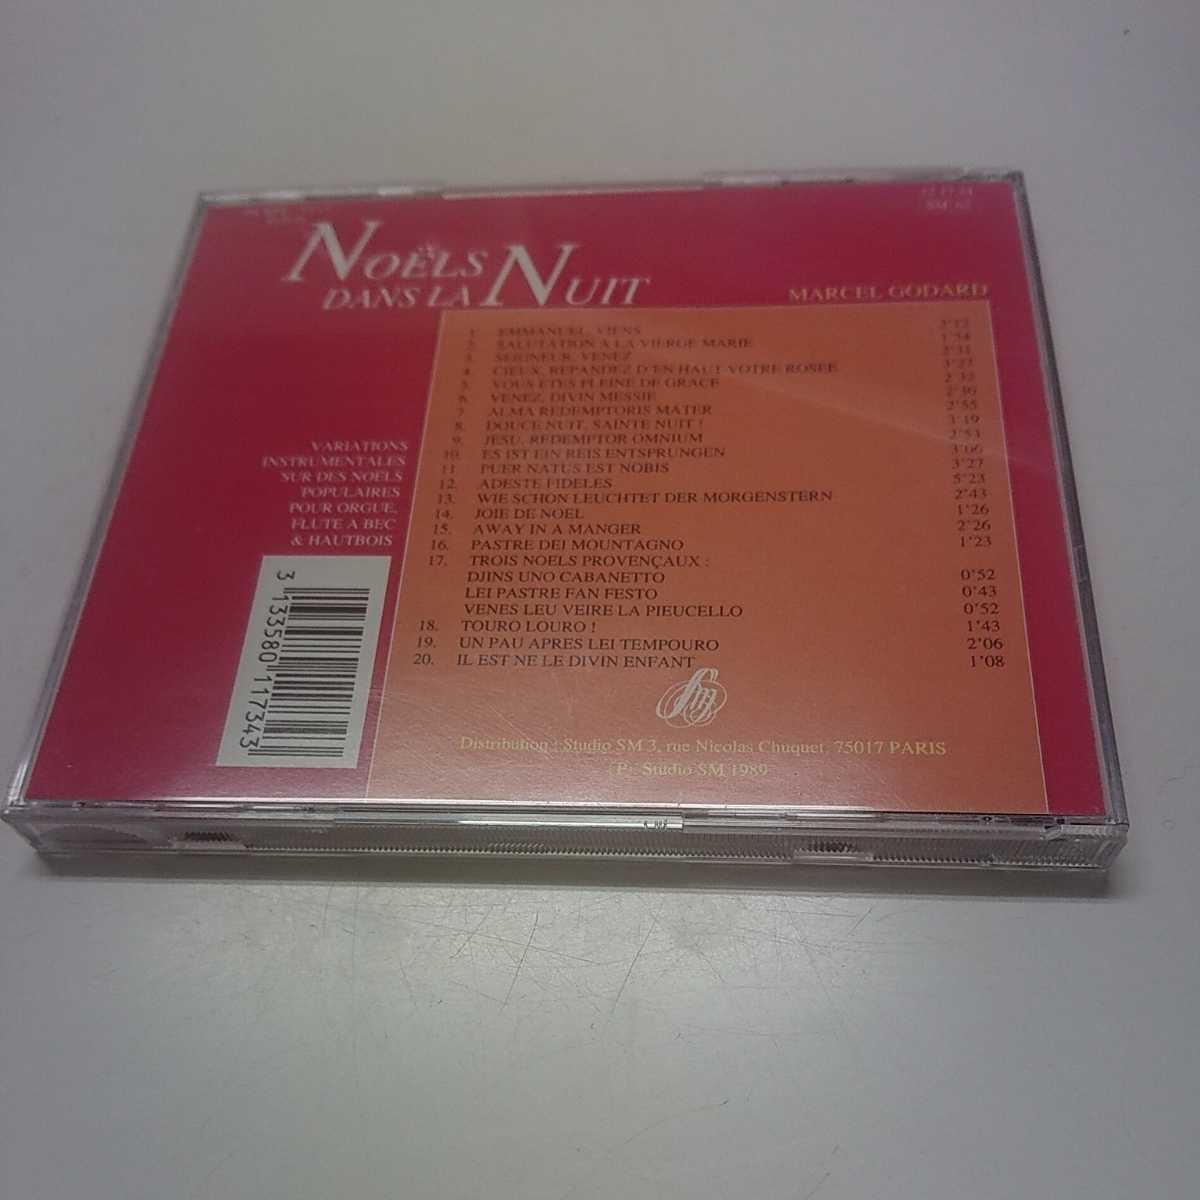 NOËLS
DANS LA NUIT
MARCEL GODARD
1. EMMANUEL, VIENS 2'12
2. SALUTATION A LA VIERGE MARIE 1'54
3. SEIGNEUR, VENEZ 2'31
4. CIEUX, REPANDEZ D'EN HAUT VOTRE ROSEE 3'27
5. VOUS ETES PLEINE DE GRACE 2'32
6. VENEZ, DIVIN MESSIE 2'36
7. ALMA REDEMPTORIS MATER 2'55
8. DOUCE NUIT, SAINTE NUIT ! 3'19
9. JESU, REDEMPTOR OMNIUM 2'53
10. ES IST EIN REIS ENTSPRUNGEN 3'06
11. PUER NATUS EST NOBIS 3'27
12. ADESTE FIDELES 5'23
13. WIE SCHON LEUCHTET DER MORGENSTERN 2'43
14. JOIE DE NOEL 1'26
15. AWAY IN A MANGER 2'26
16. PASTRE DEI MOUNTAGNO 1'23
17. TROIS NOELS PROVENÇAUX :
DJINS UNO CABANETTO 0'52
LEI PASTRE FAN FESTO 0'43
VENES LEU VEIRE LA PIEUCELLO 0'52
18. TOURO LOURO ! 1'43
19. UN PAU APRES LEI TEMPOURO 2'06
20. IL EST NE LE DIVIN ENFANT 1'08
VARIATIONS
INSTRUMENTALES
SUR DES NOELS
POPULAIRES
POUR ORGUE,
FLUTE A BEC
& HAUTBOIS
3 133580 117343
Sm
Distribution : Studio SM 3, rue Nicolas Chuquet, 75017 PARIS
(P) Studio SM 1989